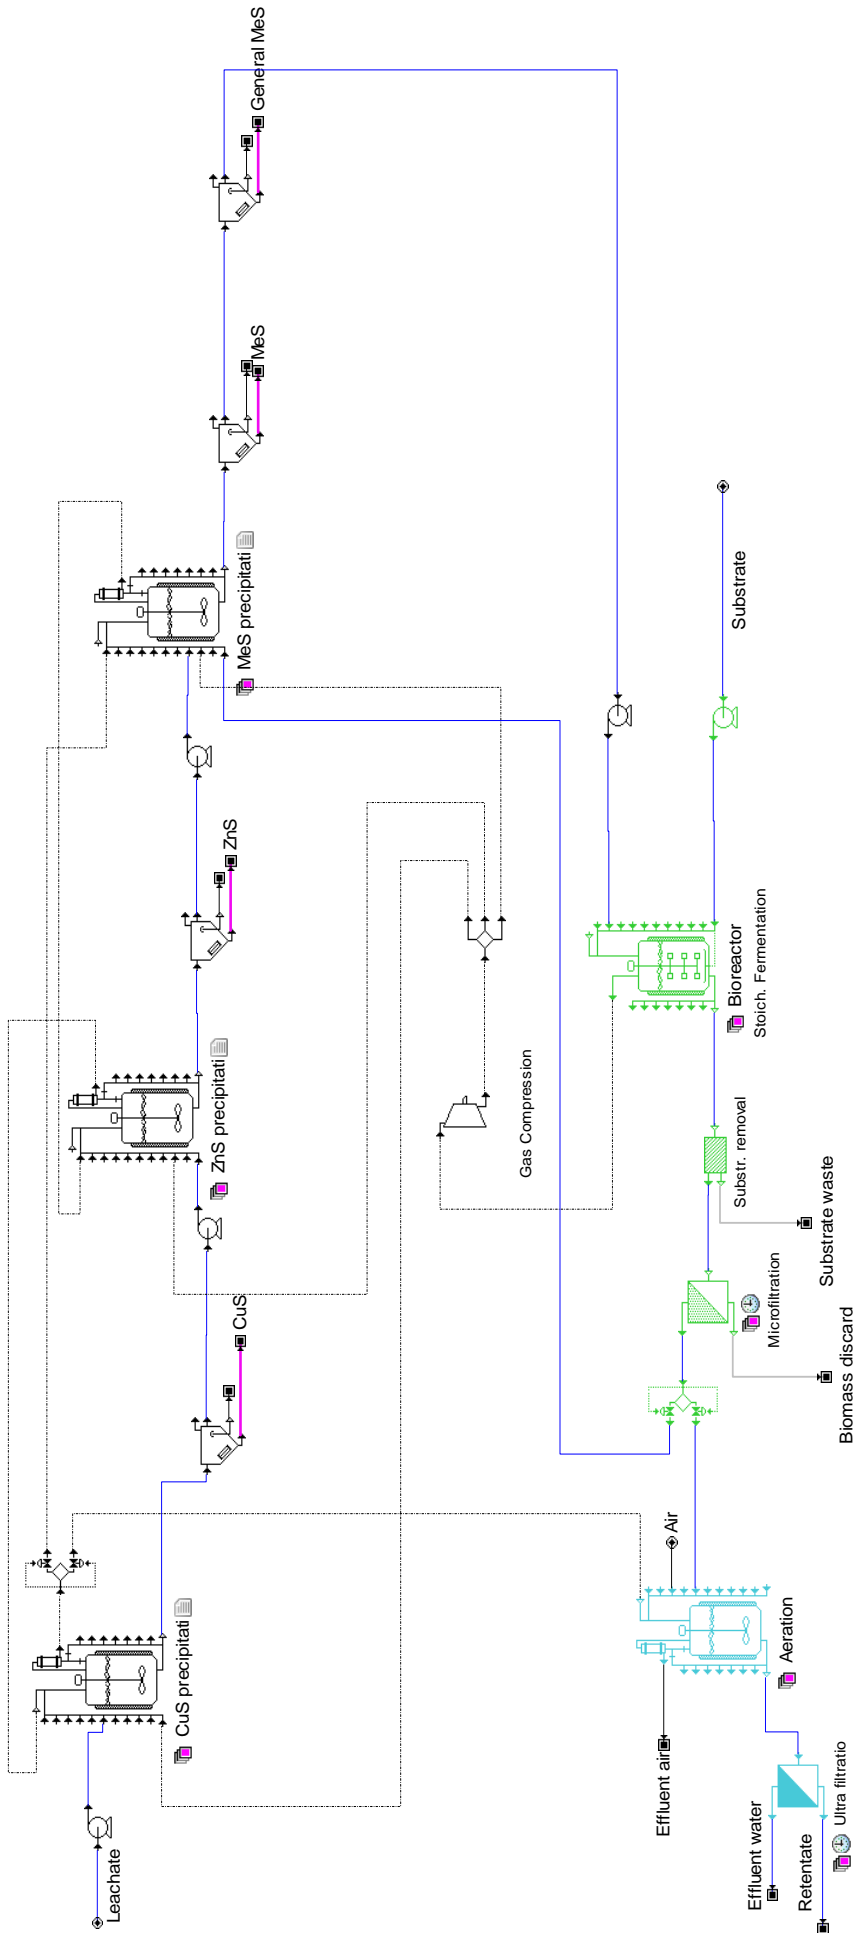 General MeS
MeS
MeS precipitati
ZnS
ZnS precipitati
CuS
CuS precipitati
Leachate
Gas Compression
Substrate
Bioreactor
Stoich. Fermentation
Substr. removal
Substrate waste
Microfiltration
Biomass discard
Air
Aeration
Effluent air
Ultra filtratio
Effluent water
Retentate